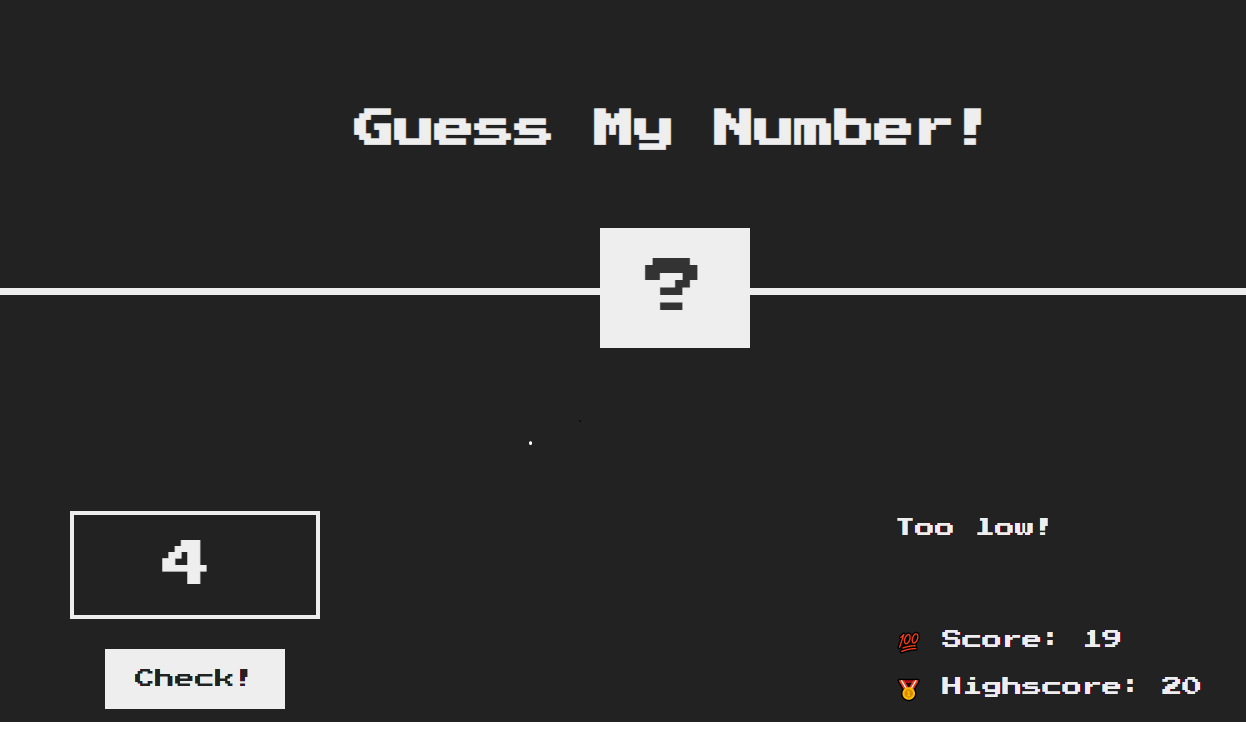 Guess My Number!
?
4
Check!
Too low!
💯 Score: 19
🥇 Highscore: 20